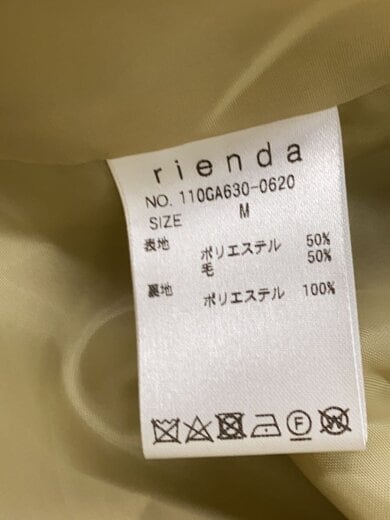 rienda
NO. 110GA630-0620
SIZE M
表地 ポリエステル 50%
毛 50%
裏地 ポリエステル 100%
F
W